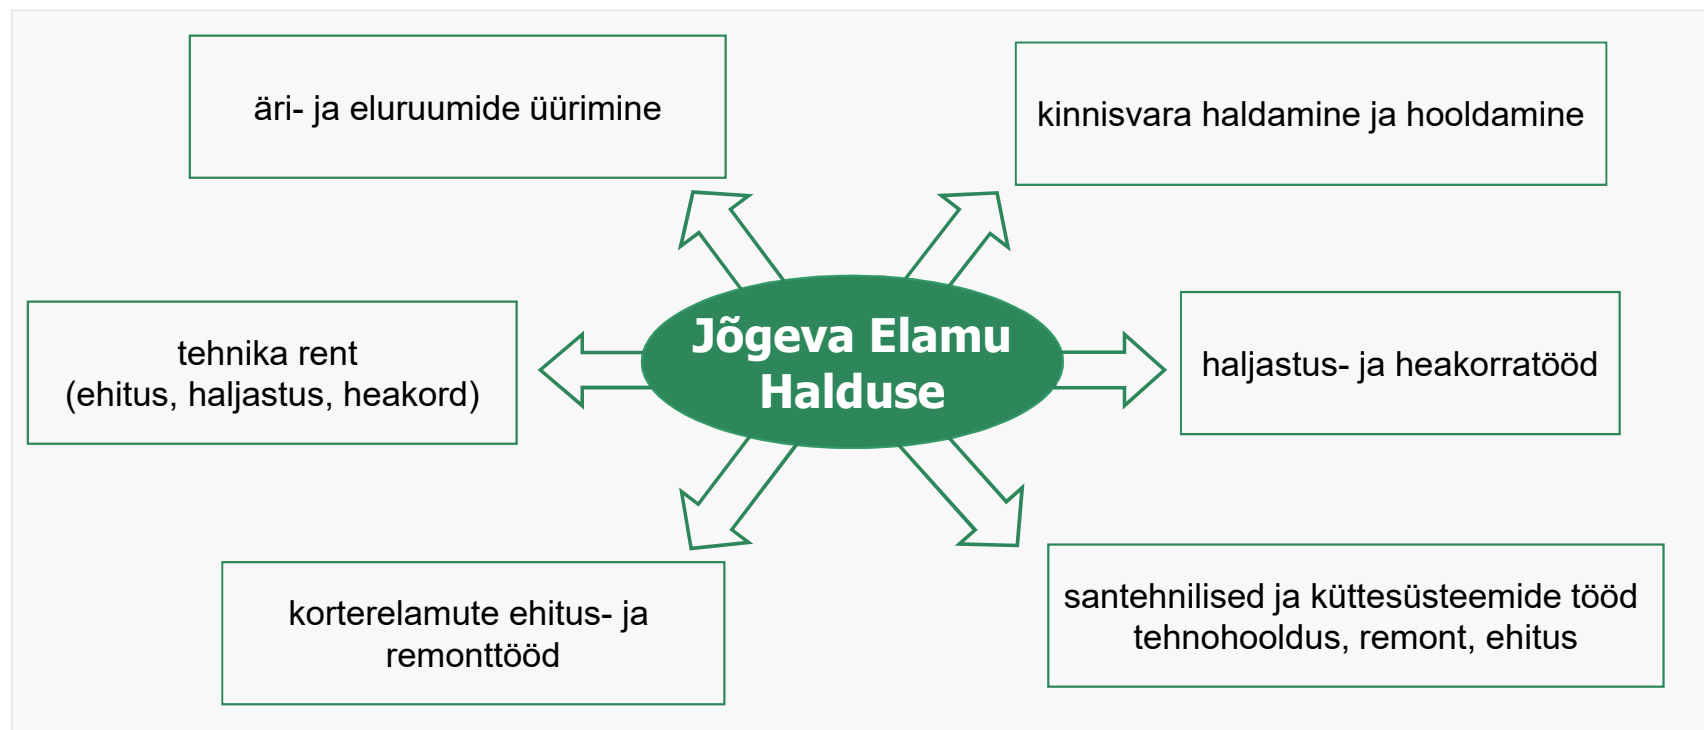 äri- ja eluruumide üürimine
kinnisvara haldamine ja hooldamine
tehnika rent
(ehitus, haljastus, heakord)
Jõgeva Elamu
Halduse
haljastus- ja heakorratööd
korterelamute ehitus- ja
remonttööd
santehnilised ja küttesüsteemide tööd
tehnohooldus, remont, ehitus